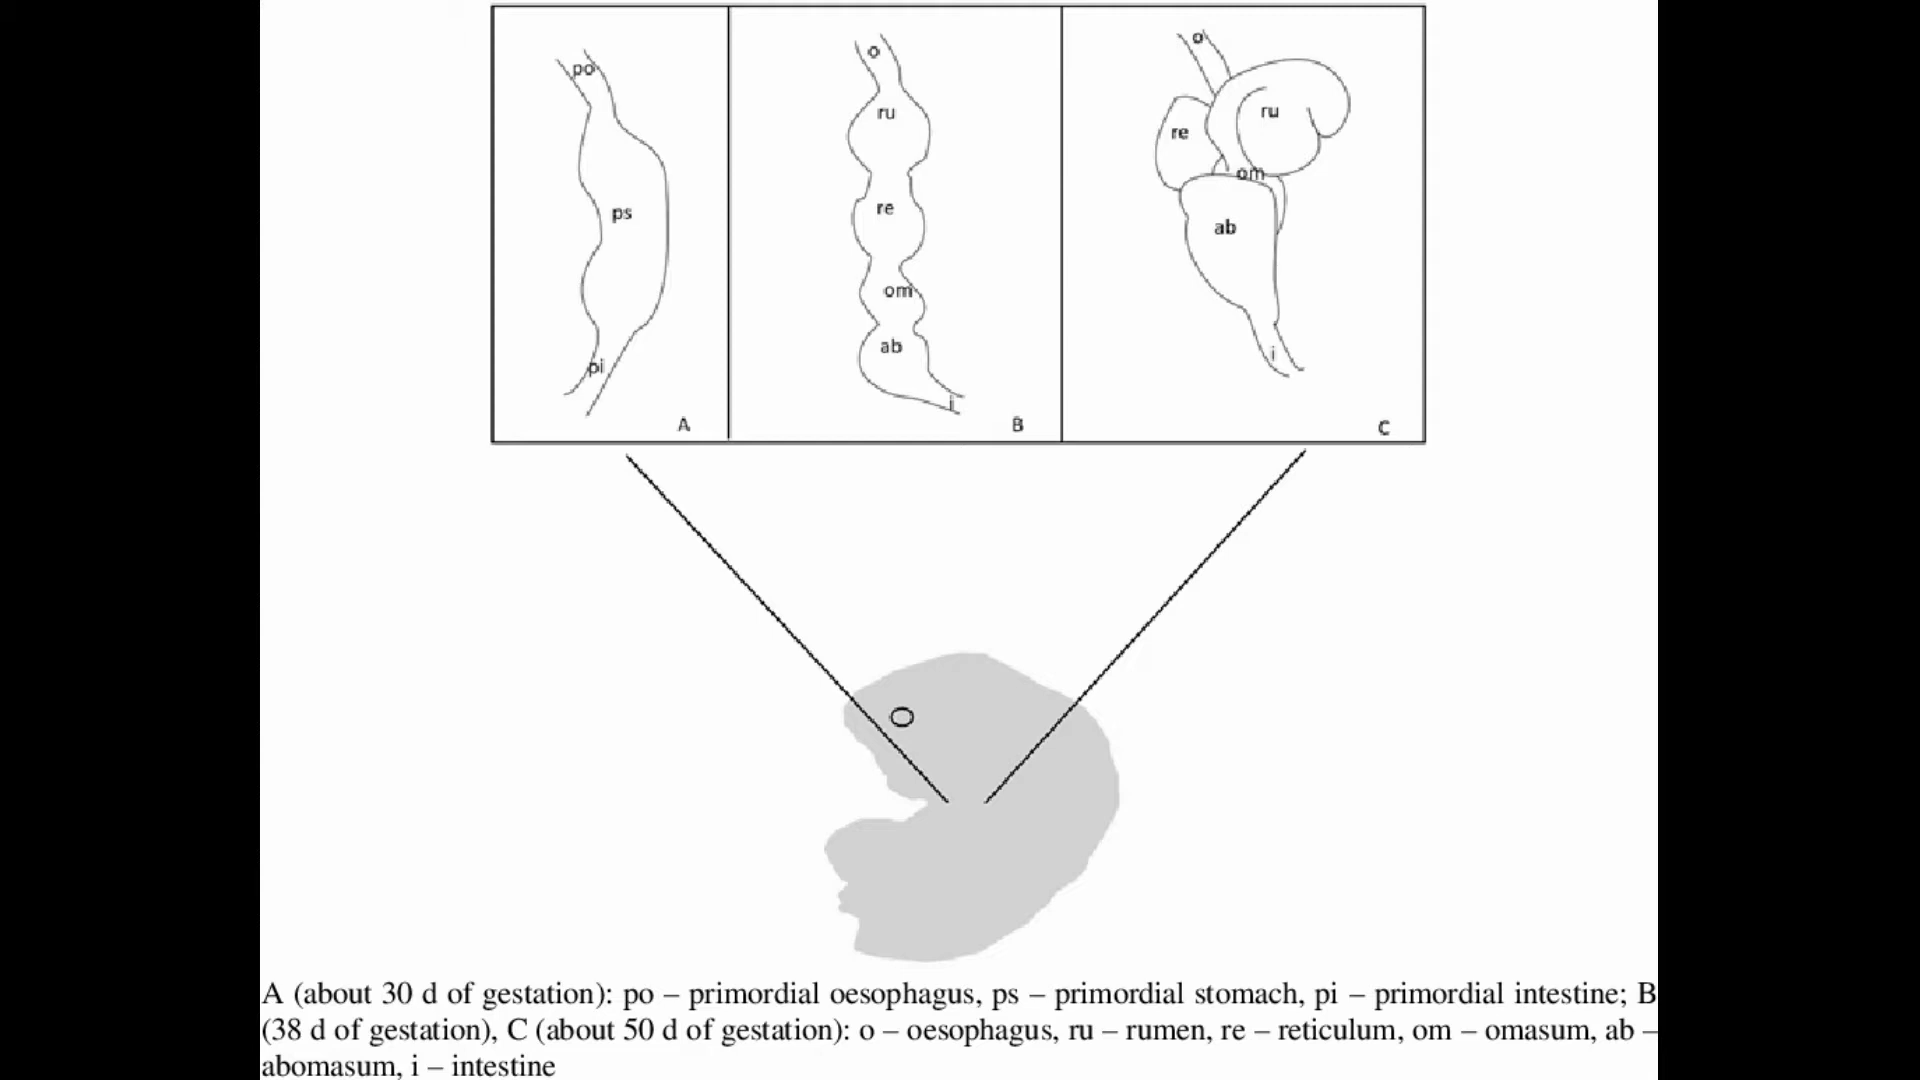 po
ps
pi
A
o
ru
re
om
ab
i
B
o
re
ru
om
ab
i
C
A (about 30 d of gestation): po – primordial oesophagus, ps – primordial stomach, pi – primordial intestine; B
(38 d of gestation), C (about 50 d of gestation): o – oesophagus, ru – rumen, re – reticulum, om – omasum, ab –
abomasum, i – intestine